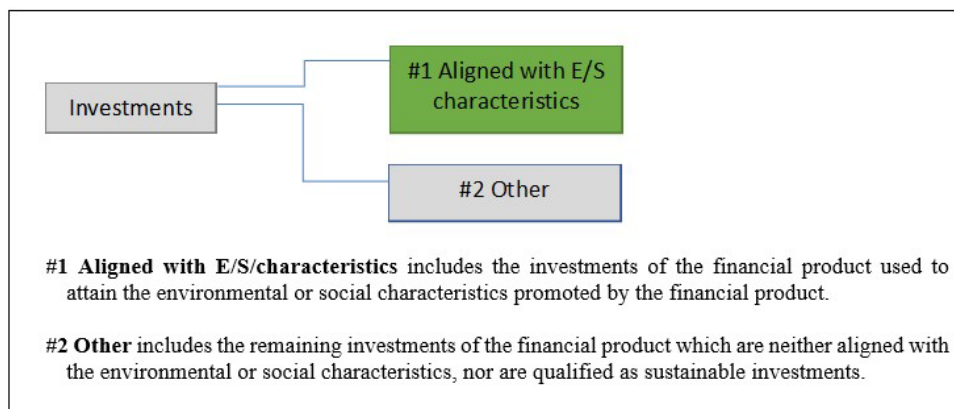 #1 Aligned with E/S
characteristics
Investments
#2 Other
#1 Aligned with E/S/characteristics includes the investments of the financial product used to
attain the environmental or social characteristics promoted by the financial product.
#2 Other includes the remaining investments of the financial product which are neither aligned with
the environmental or social characteristics, nor are qualified as sustainable investments.